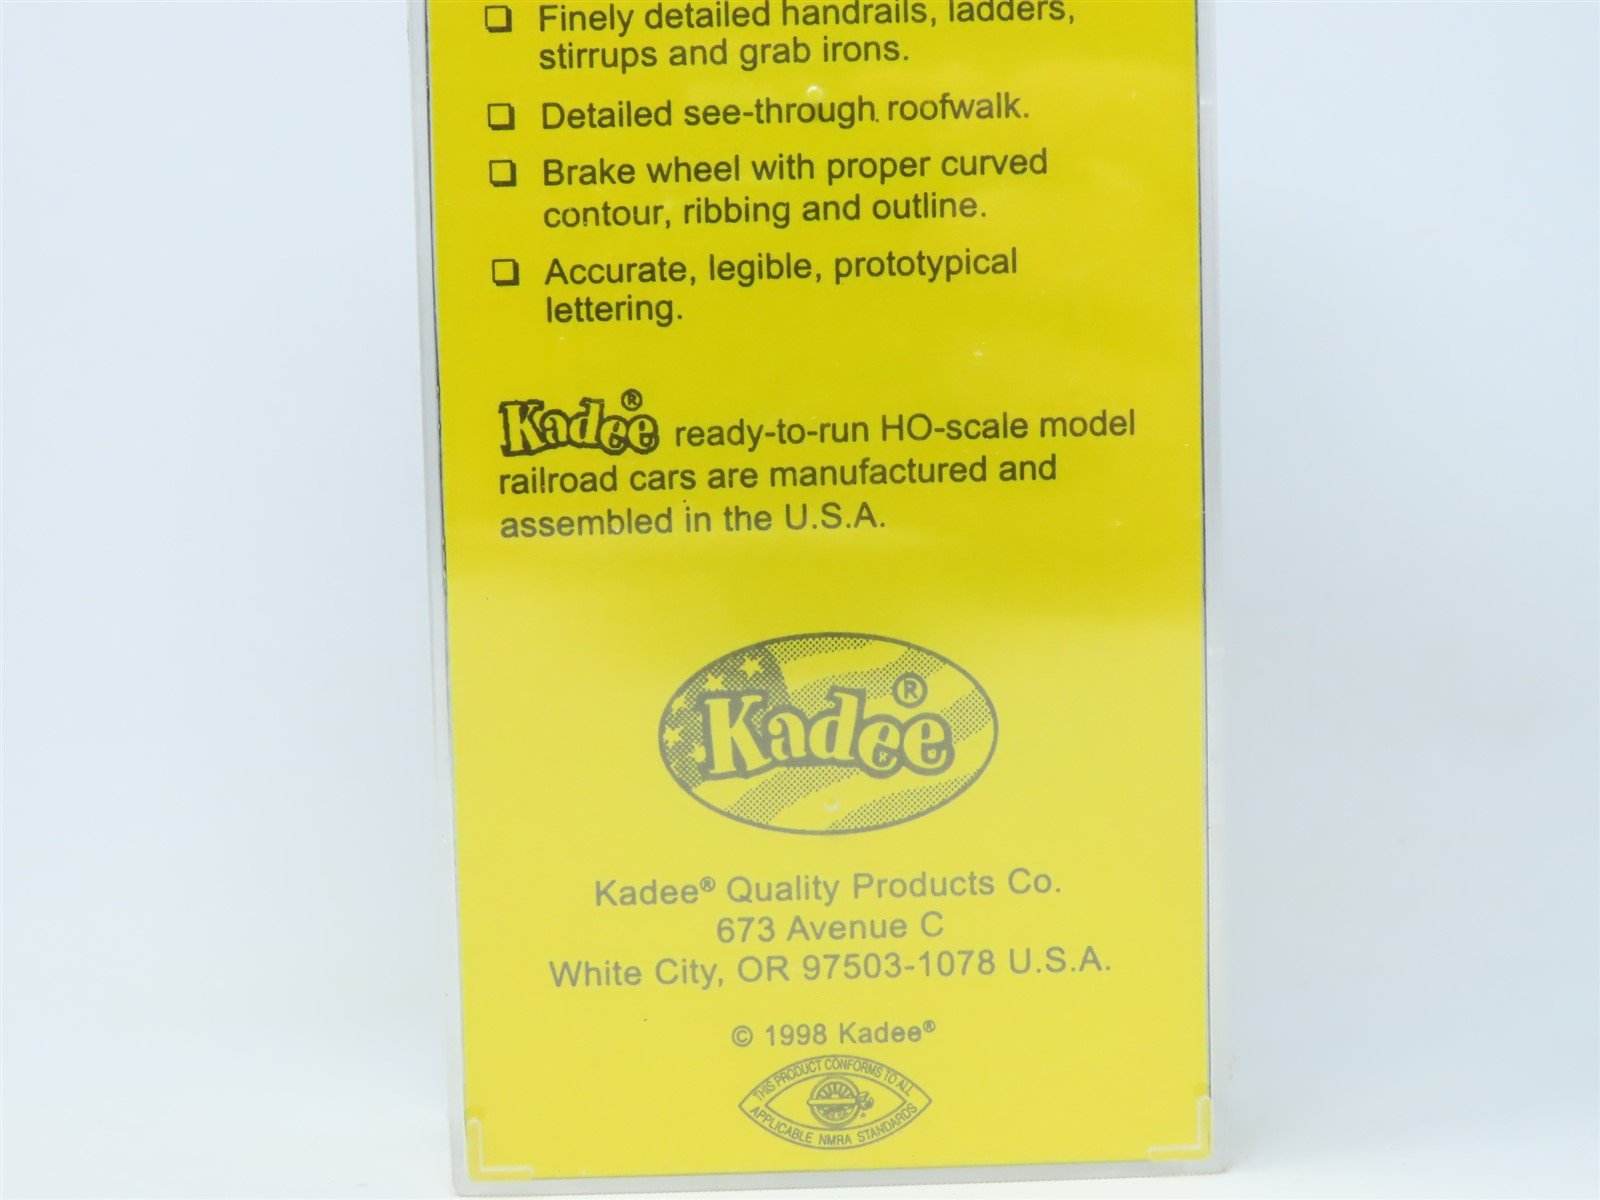 ❑ Finely detailed handrails, ladders,
stirrups and grab irons.
❑ Detailed see-through roofwalk.
❑ Brake wheel with proper curved
contour, ribbing and outline.
❑ Accurate, legible, prototypical
lettering.
Kadee® ready-to-run HO-scale model
railroad cars are manufactured and
assembled in the U.S.A.
Kadee®
Kadee® Quality Products Co.
673 Avenue C
White City, OR 97503-1078 U.S.A.
© 1998 Kadee®
THIS PRODUCT CONFORMS TO ALL
APPLICABLE NMRA STANDARDS